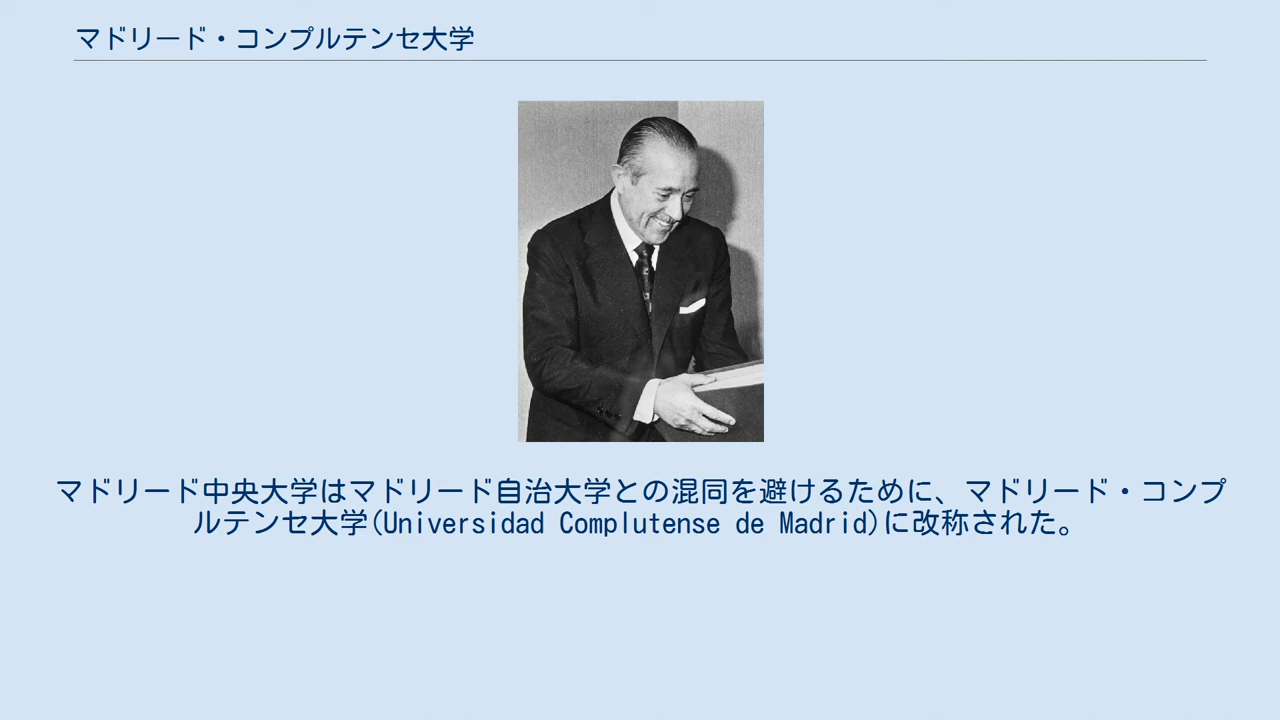 マドリード・コンプルテンセ大学
マドリード中央大学はマドリード自治大学との混同を避けるために、マドリード・コンプ
ルテンセ大学(Universidad Complutense de Madrid)に改称された。